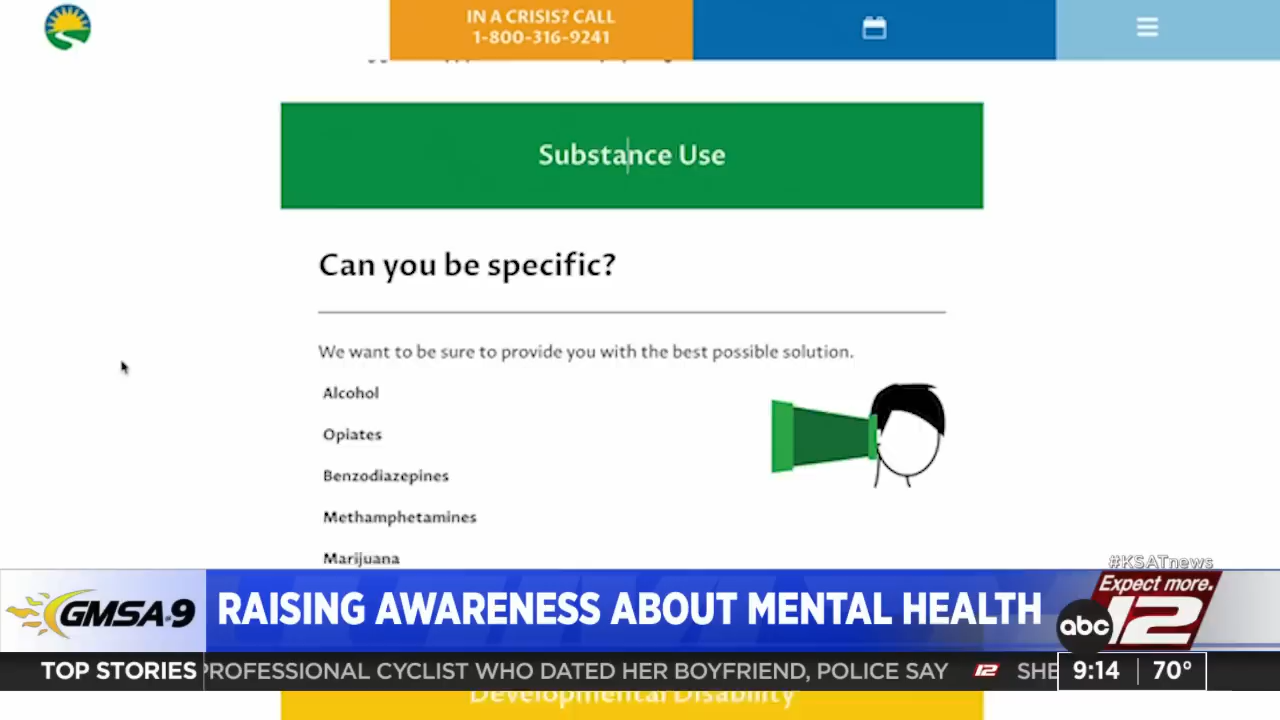 IN A CRISIS? CALL
1-800-316-9241
Substance Use
Can you be specific?
We want to be sure to provide you with the best possible solution.
Alcohol
Opiates
Benzodiazepines
Methamphetamines
Marijuana
#KSATnews
GMSA@9
RAISING AWARENESS ABOUT MENTAL HEALTH
Expect more.
abc 12
TOP STORIES
PROFESSIONAL CYCLIST WHO DATED HER BOYFRIEND, POLICE SAY 12 SHE
9:14 70°
Developmental Disability